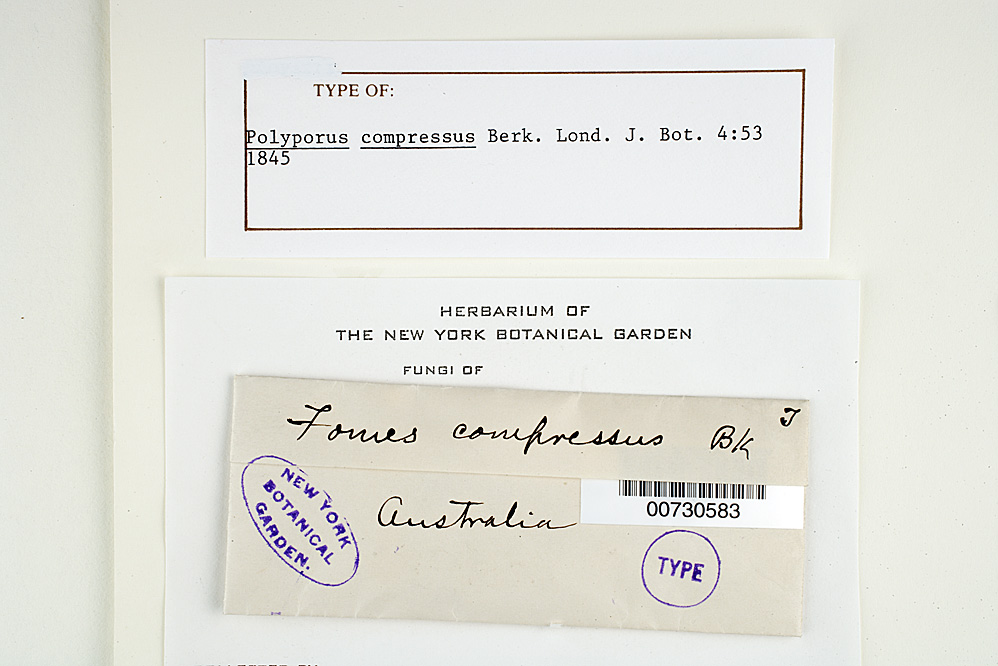 TYPE OF:
Polyporus compressus Berk. Lond. J. Bot. 4:53
1845
HERBARIUM OF
THE NEW YORK BOTANICAL GARDEN
FUNGI OF
Fomes compressus Bk T
Australia
NEW YORK
BOTANICAL
GARDEN.
00730583
TYPE